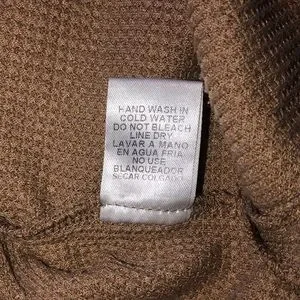 HAND WASH IN
COLD WATER
DO NOT BLEACH
LINE DRY
LAVAR A MANO
EN AGUA FRIA
NO USE
BLANQUEADOR
SECAR COLGADO